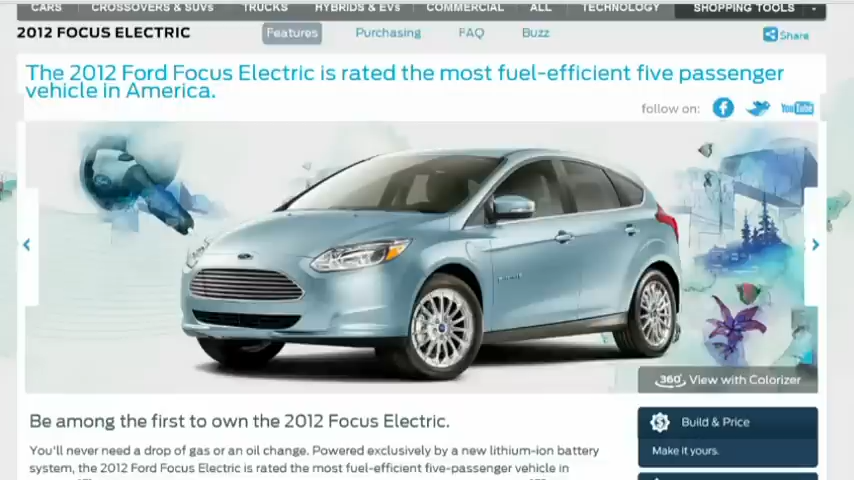 CARS CROSSOVERS & SUVs TRUCKS HYBRIDS & EVs COMMERCIAL ALL TECHNOLOGY SHOPPING TOOLS
2012 FOCUS ELECTRIC Features Purchasing FAQ Buzz Share
The 2012 Ford Focus Electric is rated the most fuel-efficient five passenger
vehicle in America.
follow on: You Tube
360° View with Colorizer
Be among the first to own the 2012 Focus Electric.
Build & Price
You'll never need a drop of gas or an oil change. Powered exclusively by a new lithium-ion battery
Make it yours.
system, the 2012 Ford Focus Electric is rated the most fuel-efficient five-passenger vehicle in